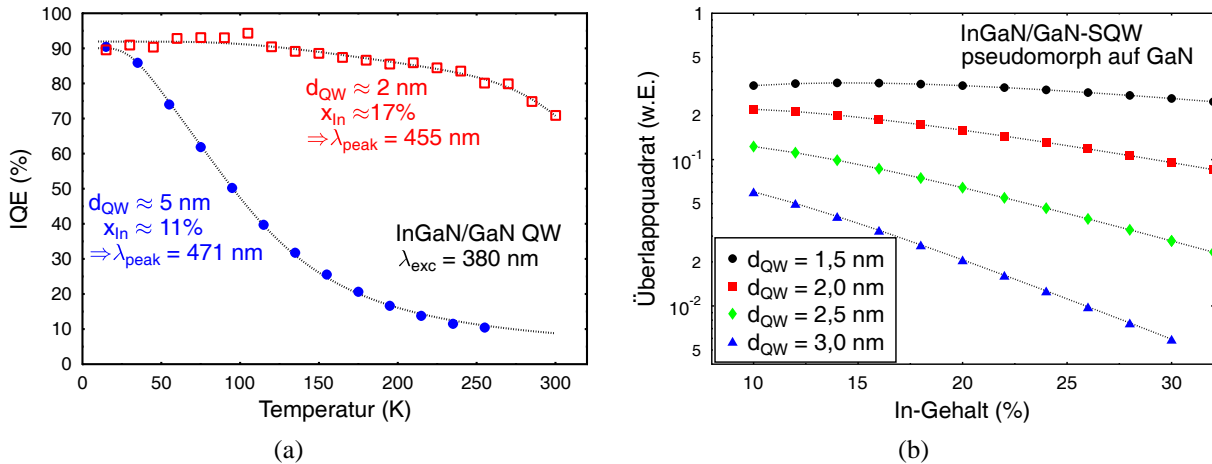 100
90
80
70
60
50
40
30
20
10
0
IQE (%)
0
50
100
150
200
250
300
Temperatur (K)
d_QW ≈ 2 nm
x_In ≈17%
⇒λ_peak = 455 nm
d_QW ≈ 5 nm
x_In ≈ 11%
⇒λ_peak = 471 nm
InGaN/GaN QW
λ_exc = 380 nm
(a)
1
5
2
10⁻¹
5
2
10⁻²
5
Überlappquadrat (w.E.)
10
15
20
25
30
In-Gehalt (%)
InGaN/GaN-SQW
pseudomorph auf GaN
d_QW = 1,5 nm
d_QW = 2,0 nm
d_QW = 2,5 nm
d_QW = 3,0 nm
(b)